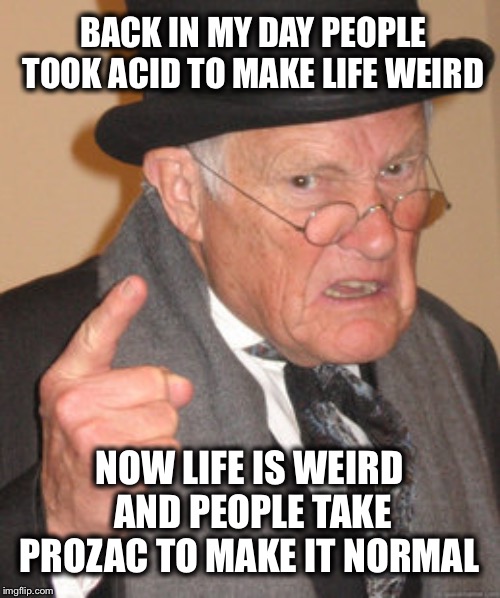 BACK IN MY DAY PEOPLE
TOOK ACID TO MAKE LIFE WEIRD
NOW LIFE IS WEIRD
AND PEOPLE TAKE
PROZAC TO MAKE IT NORMAL
imgflip.com